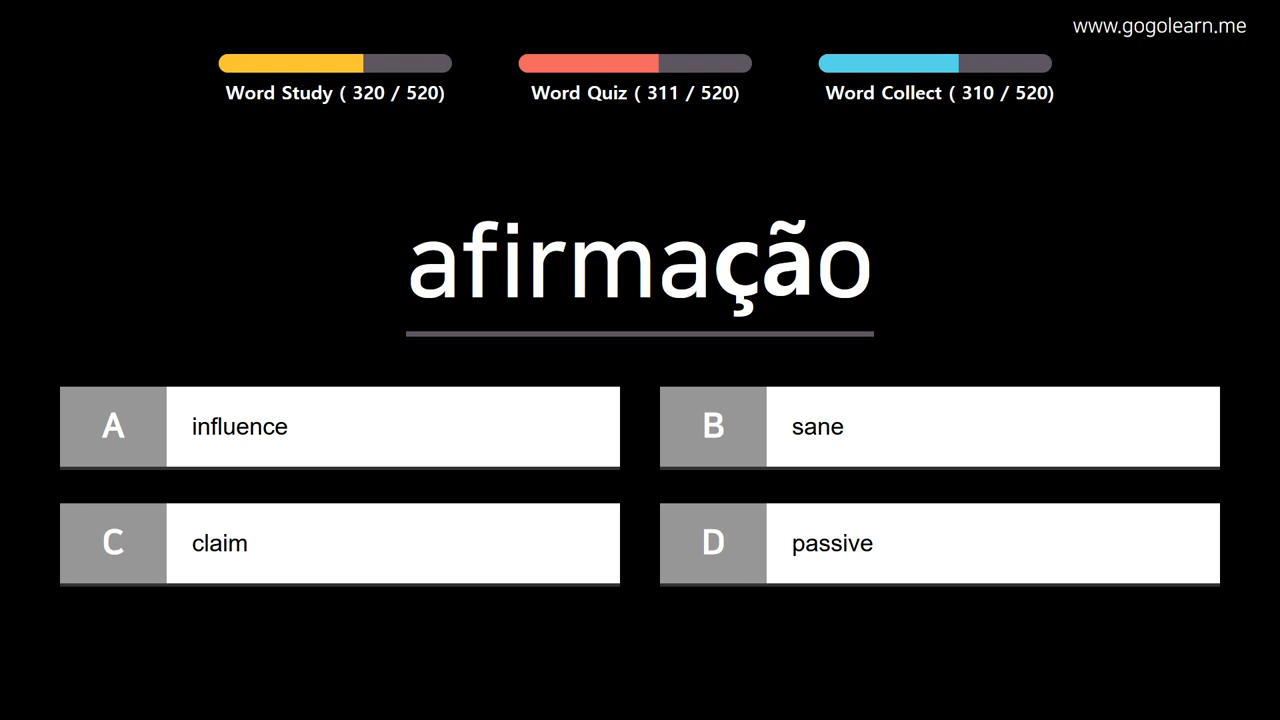 www.gogolearn.me
Word Study ( 320 / 520)
Word Quiz ( 311 / 520)
Word Collect ( 310 / 520)
afirmação
A influence
B sane
C claim
D passive